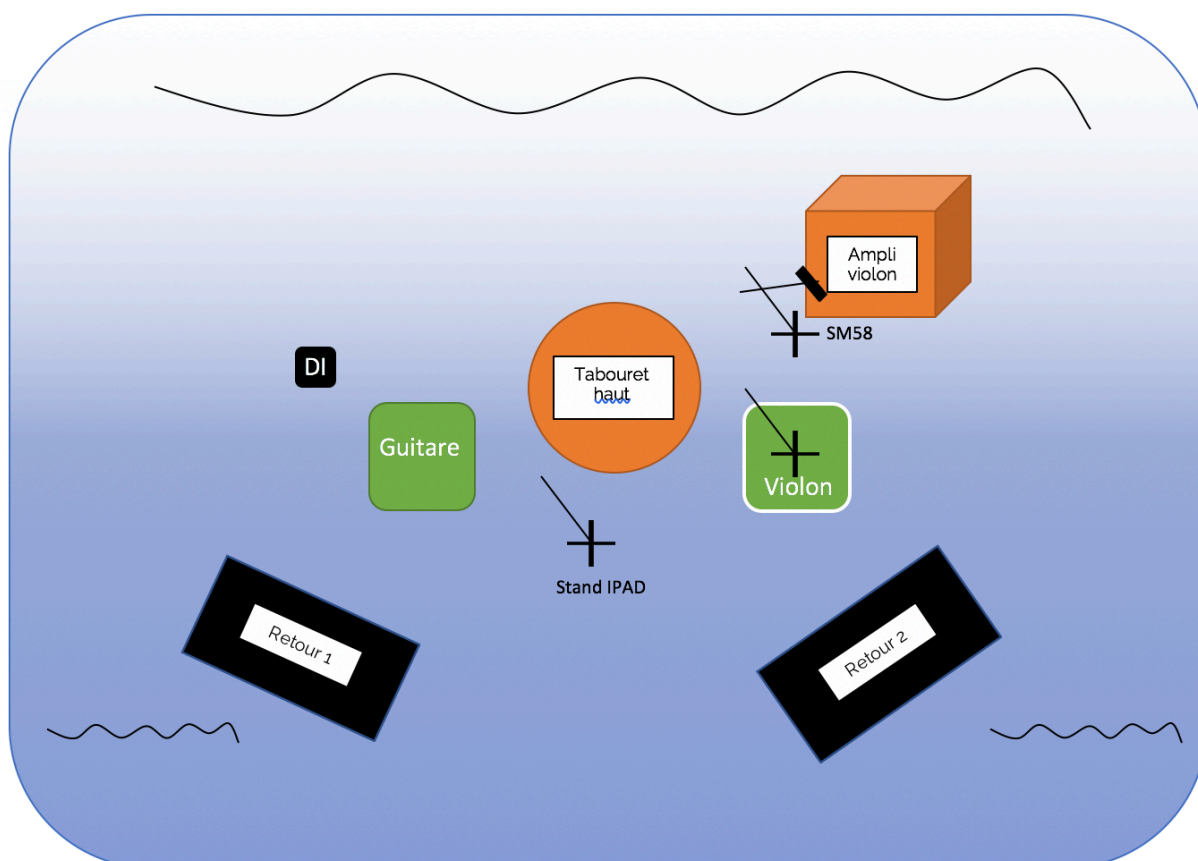 Ampli
violon
SM58
DI
Tabouret
haut
Guitare
Violon
Stand IPAD
Retour 1
Retour 2